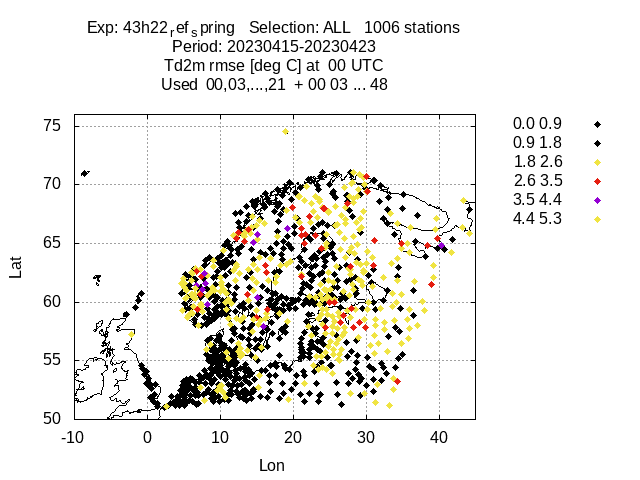 Exp: 43h22refspring   Selection: ALL   1006 stations
Period: 20230415-20230423
Td2m rmse [deg C] at  00 UTC
Used  00,03,...,21  + 00 03 ... 48
0.0 0.9
0.9 1.8
1.8 2.6
2.6 3.5
3.5 4.4
4.4 5.3
75
70
65
60
55
50
Lat
-10 0 10 20 30 40
Lon